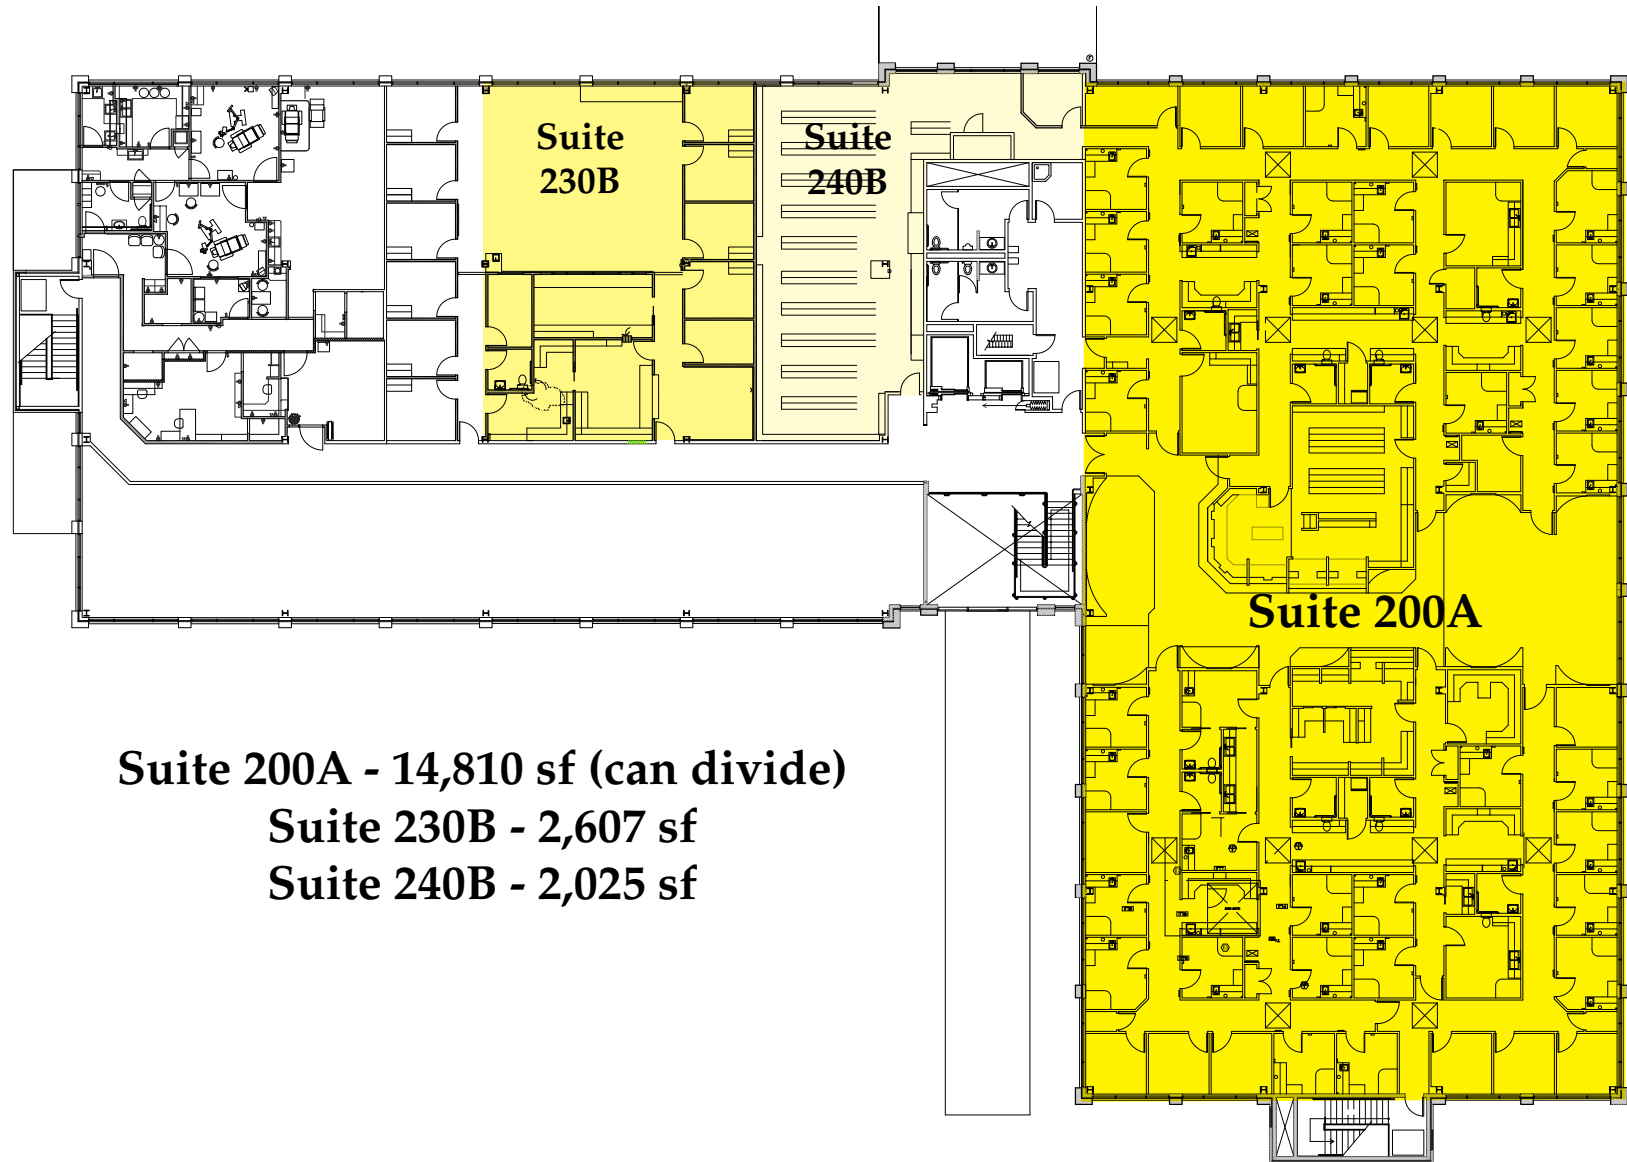 Suite
230B
Suite
240B
Suite 200A
Suite 200A - 14,810 sf (can divide)
Suite 230B - 2,607 sf
Suite 240B - 2,025 sf